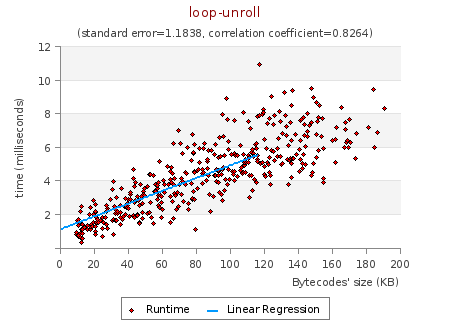 loop-unroll
(standard error=1.1838, correlation coefficient=0.8264)
12
10
8
6
4
2
time (milliseconds)
0 20 40 60 80 100 120 140 160 180 200
Bytecodes' size (KB)
Runtime Linear Regression